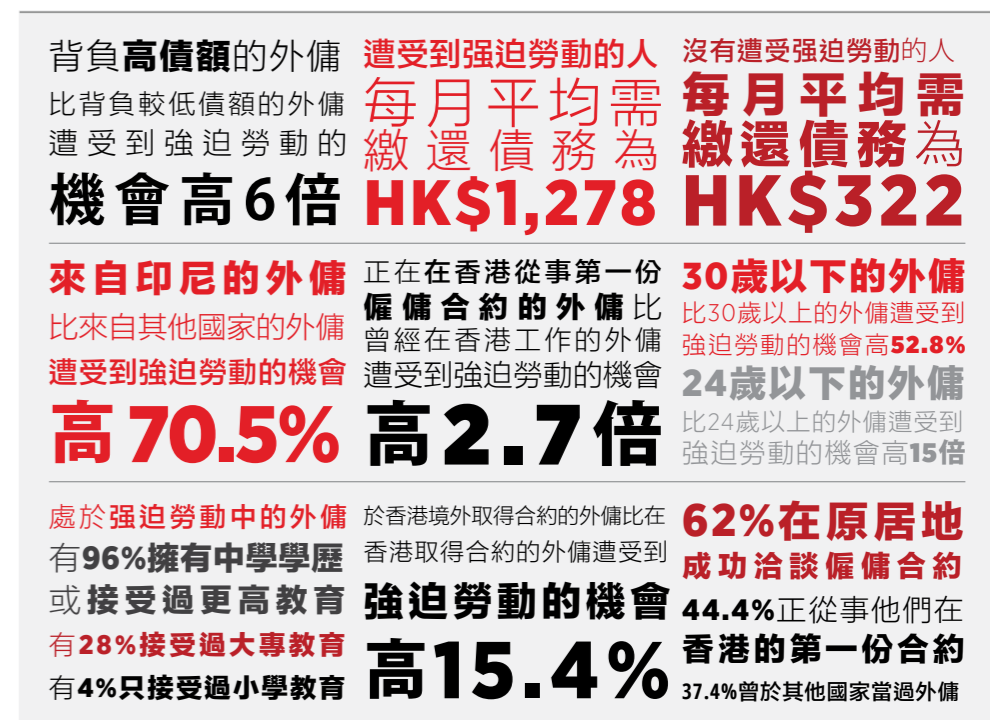 背負高債額的外傭
比背負較低債額的外傭
遭受到強迫勞動的
機會高6倍
遭受到强迫勞動的人
每月平均需
繳還債務為
HK$1,278
沒有遭受强迫勞動的人
每月平均需
繳還債務為
HK$322
來自印尼的外傭
比來自其他國家的外傭
遭受到強迫勞動的機會
高70.5%
正在在香港從事第一份
僱傭合約的外傭比
曾經在香港工作的外傭
遭受到強迫勞動的機會
高2.7倍
30歲以下的外傭
比30歲以上的外傭遭受到
強迫勞動的機會高52.8%
24歲以下的外傭
比24歲以上的外傭遭受到
強迫勞動的機會高15倍
處於强迫勞動中的外傭
有96%擁有中學學歷
或接受過更高教育
有28%接受過大專教育
有4%只接受過小學教育
於香港境外取得合約的外傭比在
香港取得合約的外傭遭受到
強迫勞動的機會
高15.4%
62%在原居地
成功洽談僱傭合約
44.4%正從事他們在
香港的第一份合約
37.4%曾於其他國家當過外傭